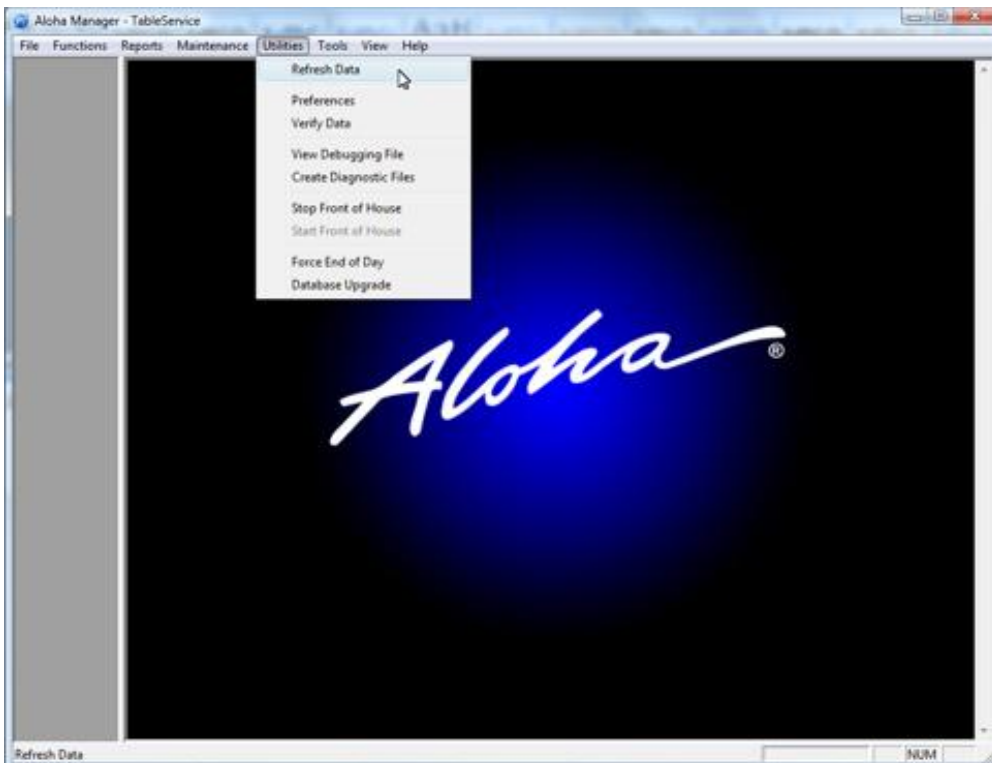 Aloha Manager - TableService
File Functions Reports Maintenance Utilities Tools View Help
Refresh Data
Preferences
Verify Data
View Debugging File
Create Diagnostic Files
Stop Front of House
Start Front of House
Force End of Day
Database Upgrade
Aloha®
Refresh Data NUM